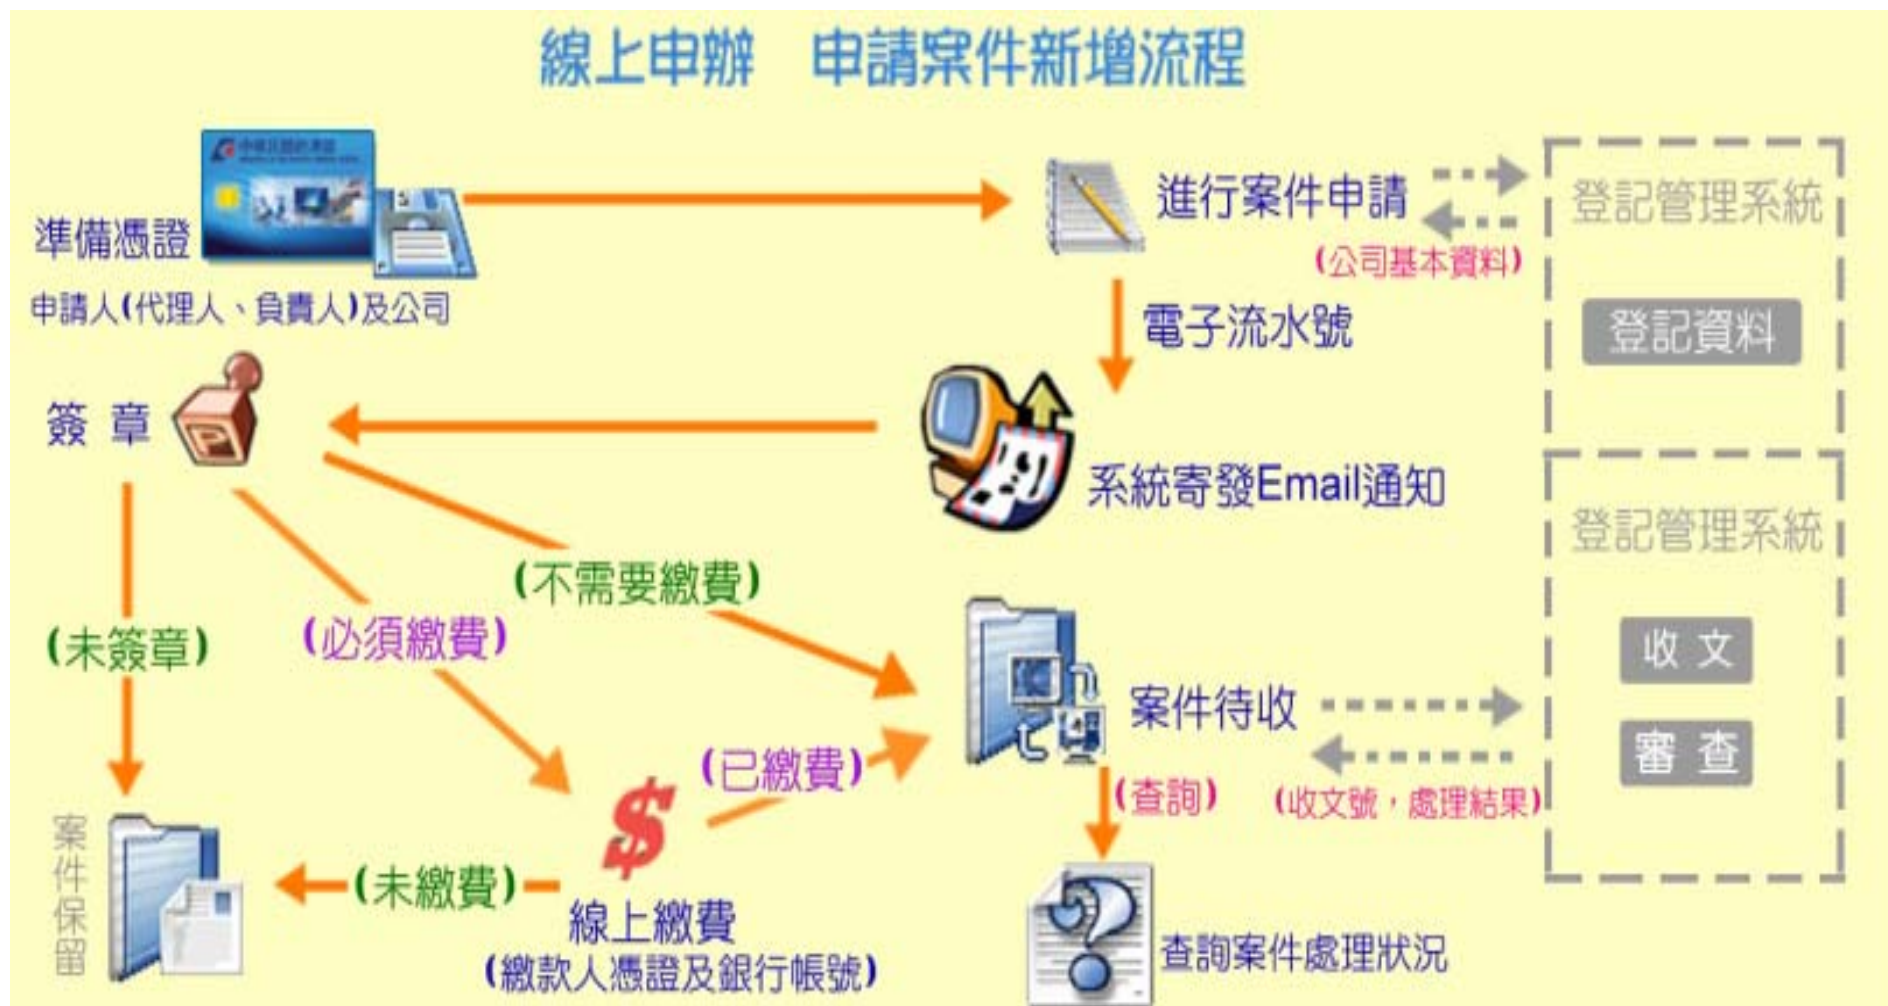 線上申辦　申請案件新增流程
準備憑證
申請人(代理人、負責人)及公司
進行案件申請
(公司基本資料)
登記管理系統
登記資料
電子流水號
系統寄發Email通知
簽 章
(不需要繳費)
(必須繳費)
(未簽章)
登記管理系統
收 文
審 查
案件待收
(已繳費)
(查詢)
(收文號，處理結果)
案件保留
(未繳費)
線上繳費
(繳款人憑證及銀行帳號)
查詢案件處理狀況